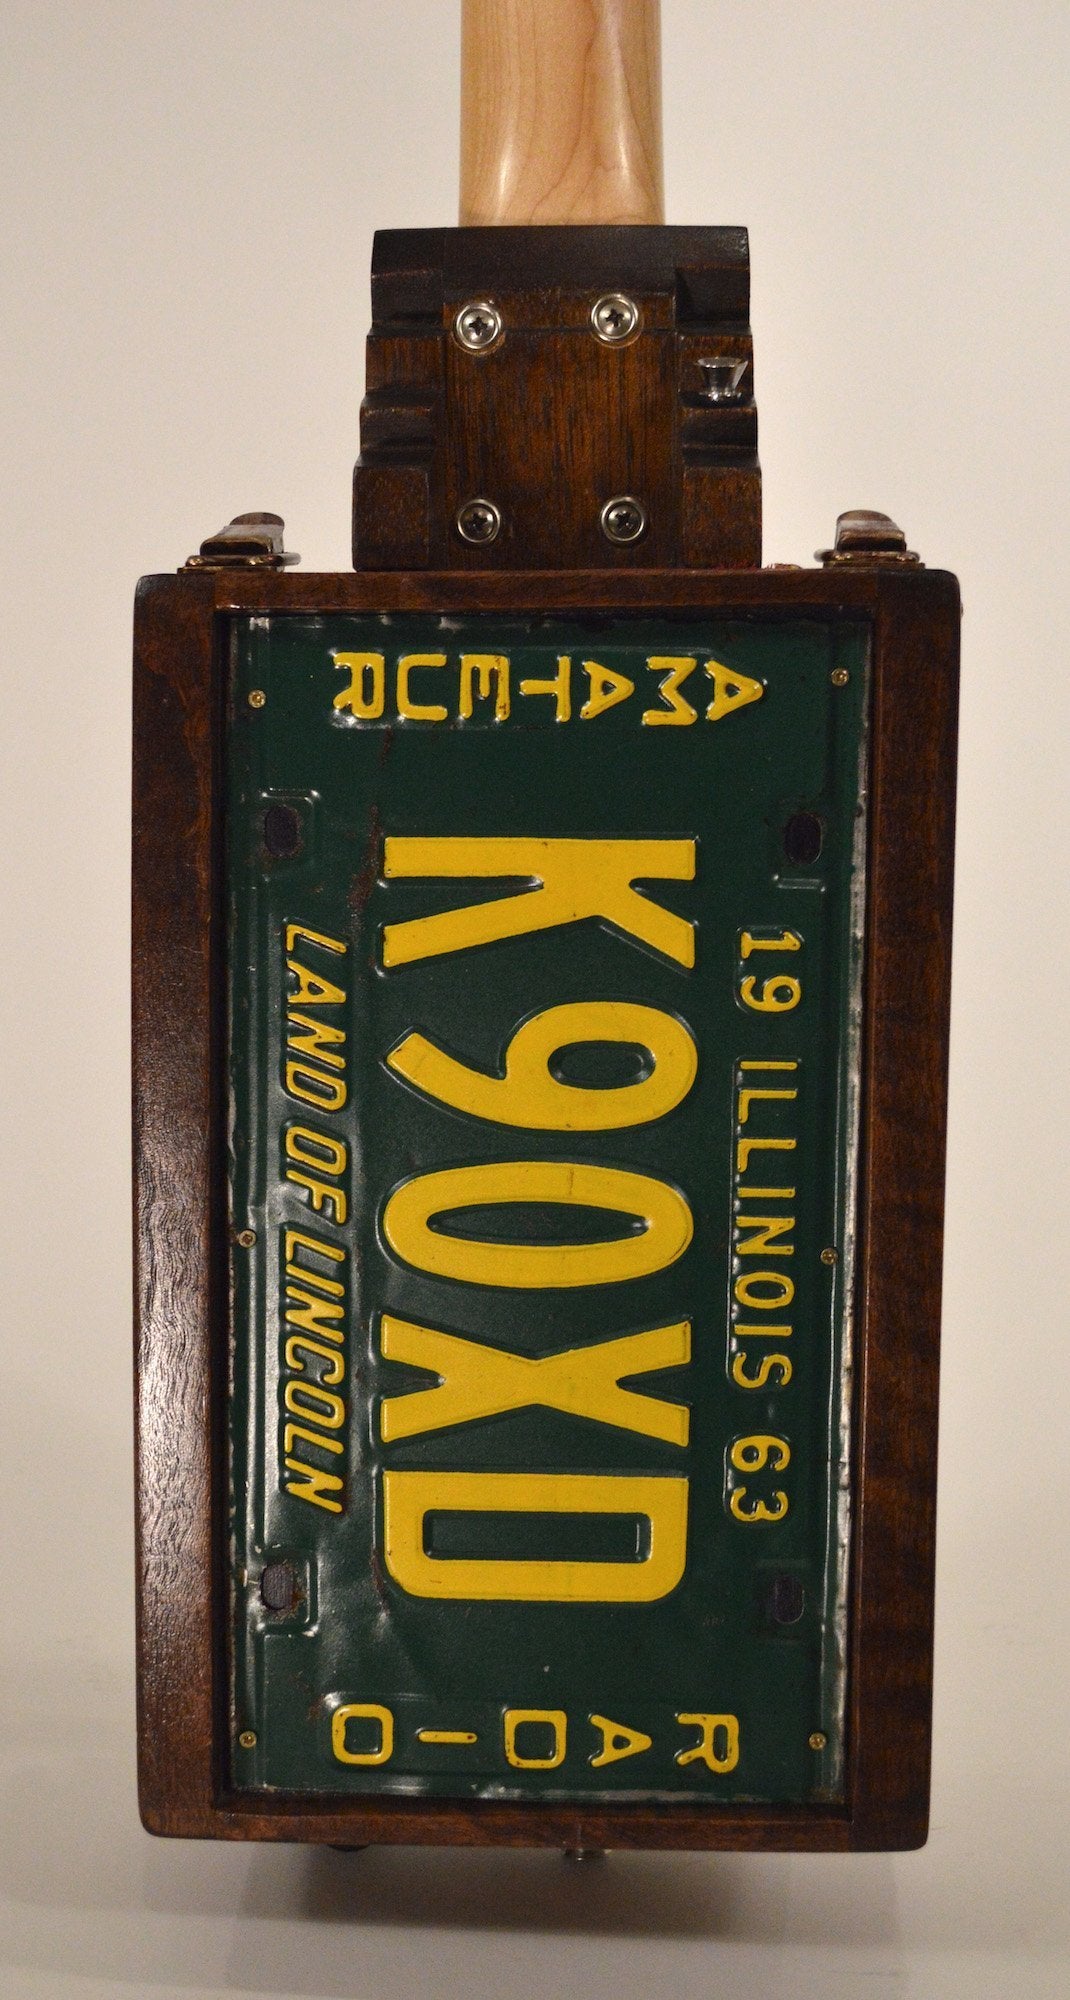 19 ILLINOIS 63
AMATEUR
K90XD
RADIO
LAND OF LINCOLN